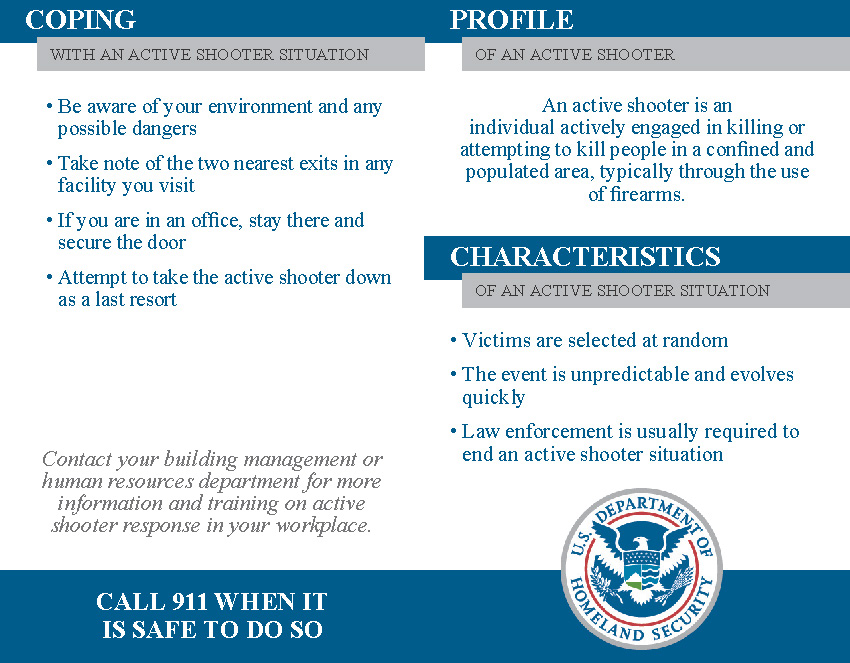 COPING
WITH AN ACTIVE SHOOTER SITUATION
• Be aware of your environment and any
possible dangers
• Take note of the two nearest exits in any
facility you visit
• If you are in an office, stay there and
secure the door
• Attempt to take the active shooter down
as a last resort
Contact your building management or
human resources department for more
information and training on active
shooter response in your workplace.
CALL 911 WHEN IT
IS SAFE TO DO SO
PROFILE
OF AN ACTIVE SHOOTER
An active shooter is an
individual actively engaged in killing or
attempting to kill people in a confined and
populated area, typically through the use
of firearms.
CHARACTERISTICS
OF AN ACTIVE SHOOTER SITUATION
• Victims are selected at random
• The event is unpredictable and evolves
quickly
• Law enforcement is usually required to
end an active shooter situation
U.S. DEPARTMENT OF
HOMELAND SECURITY